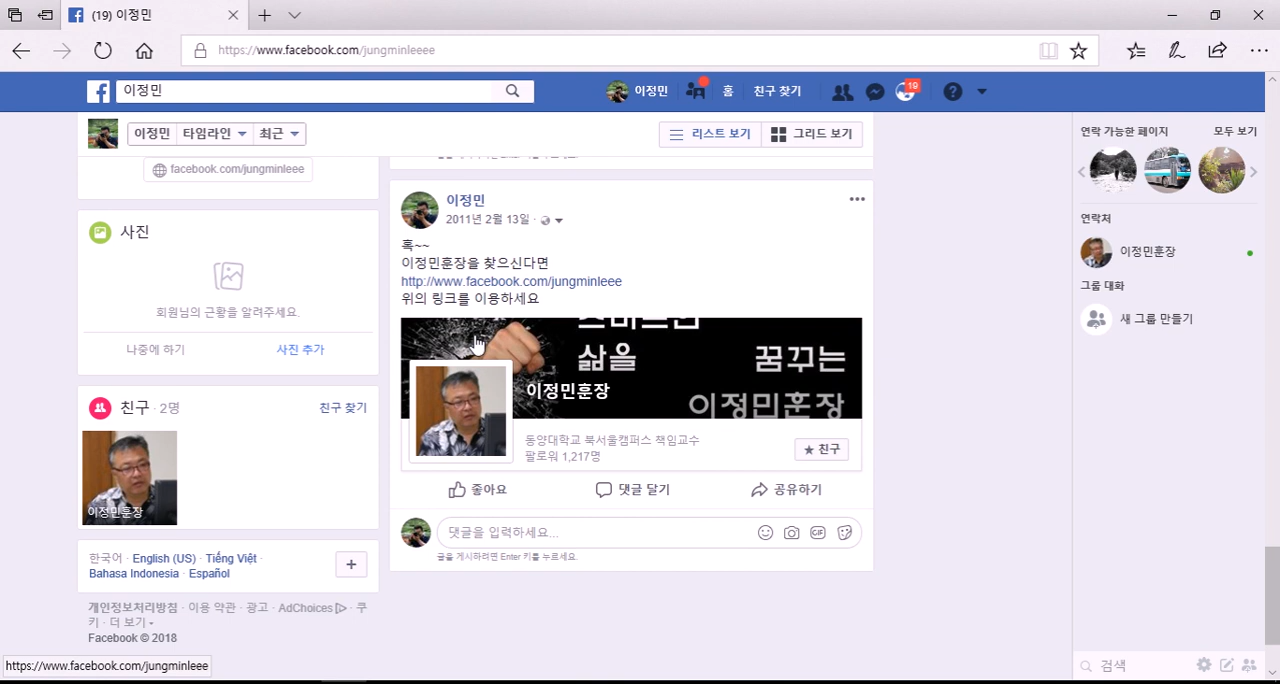 (19) 이정민
https://www.facebook.com/jungminleeee
이정민
이정민
홈
친구 찾기
19
이정민 타임라인 최근
리스트 보기
그리드 보기
facebook.com/jungminleeee
사진
회원님의 근황을 알려주세요.
나중에 하기
사진 추가
친구 · 2명
친구 찾기
이정민훈장
한국어 · English (US) · Tiếng Việt ·
Bahasa Indonesia · Español
개인정보처리방침 · 이용 약관 · 광고 · AdChoices · 쿠
키 · 더 보기
Facebook © 2018
https://www.facebook.com/jungminleee
이정민
2011년 2월 13일 ·
혹~~
이정민훈장을 찾으신다면
http://www.facebook.com/jungminleee
위의 링크를 이용하세요
삶을 꿈꾸는
이정민훈장
이정민훈장
동양대학교 북서울캠퍼스 책임교수
팔로워 1,217명
★ 친구
좋아요
댓글 달기
공유하기
댓글을 입력하세요...
GIF
글을 게시하려면 Enter 키를 누르세요.
연락 가능한 페이지
모두 보기
연락처
이정민훈장
그룹 대화
새 그룹 만들기
검색